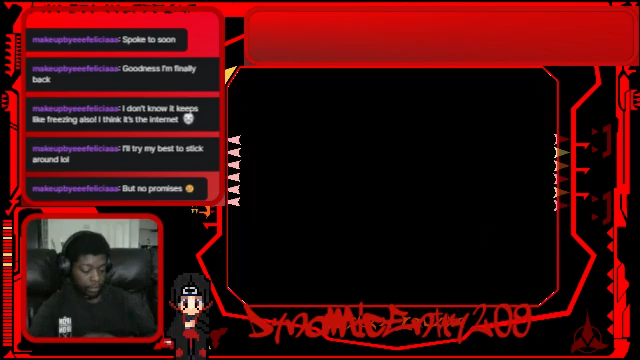 makeupbyeeefeliciaaa: Spoke to soon
makeupbyeeefeliciaaa: Goodness I'm finally
back
makeupbyeeefeliciaaa: I don't know it keeps
like freezing also! I think it's the internet
makeupbyeeefeliciaaa: I'll try my best to stick
around lol
makeupbyeeefeliciaaa: But no promises